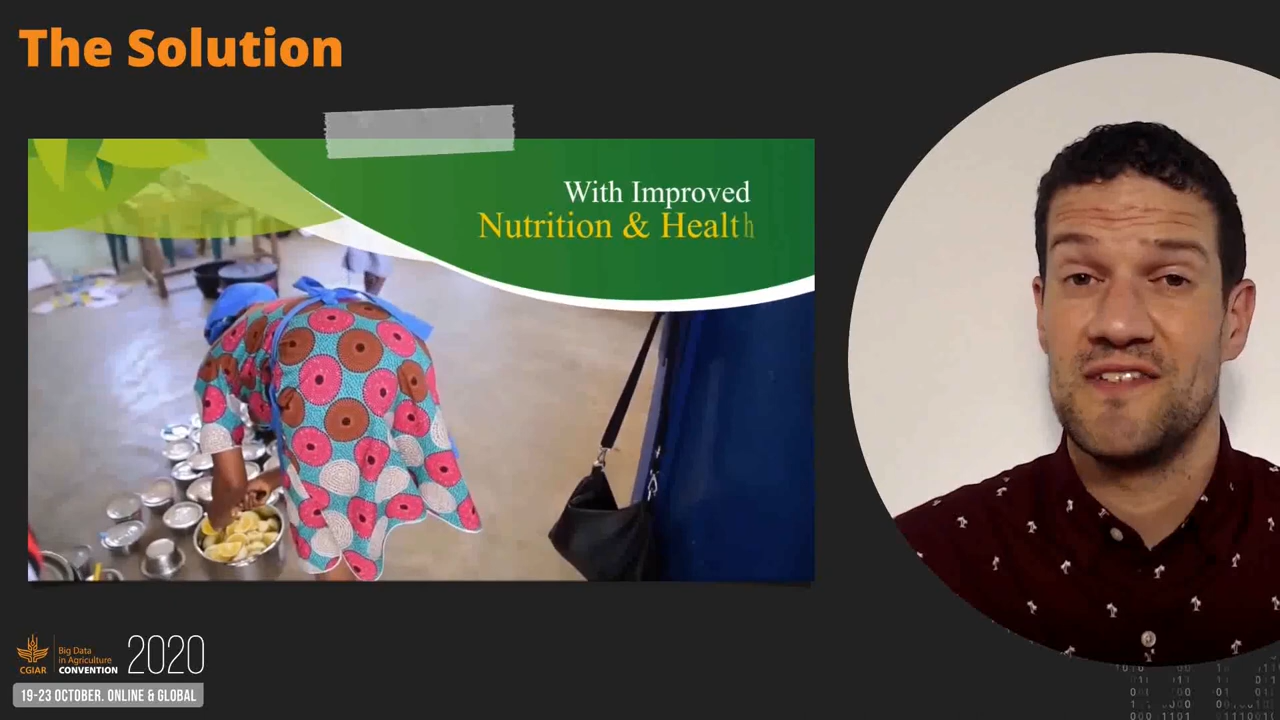 The Solution
With Improved
Nutrition & Health
CGIAR
Big Data
in Agriculture
CONVENTION
2020
19-23 OCTOBER. ONLINE & GLOBAL